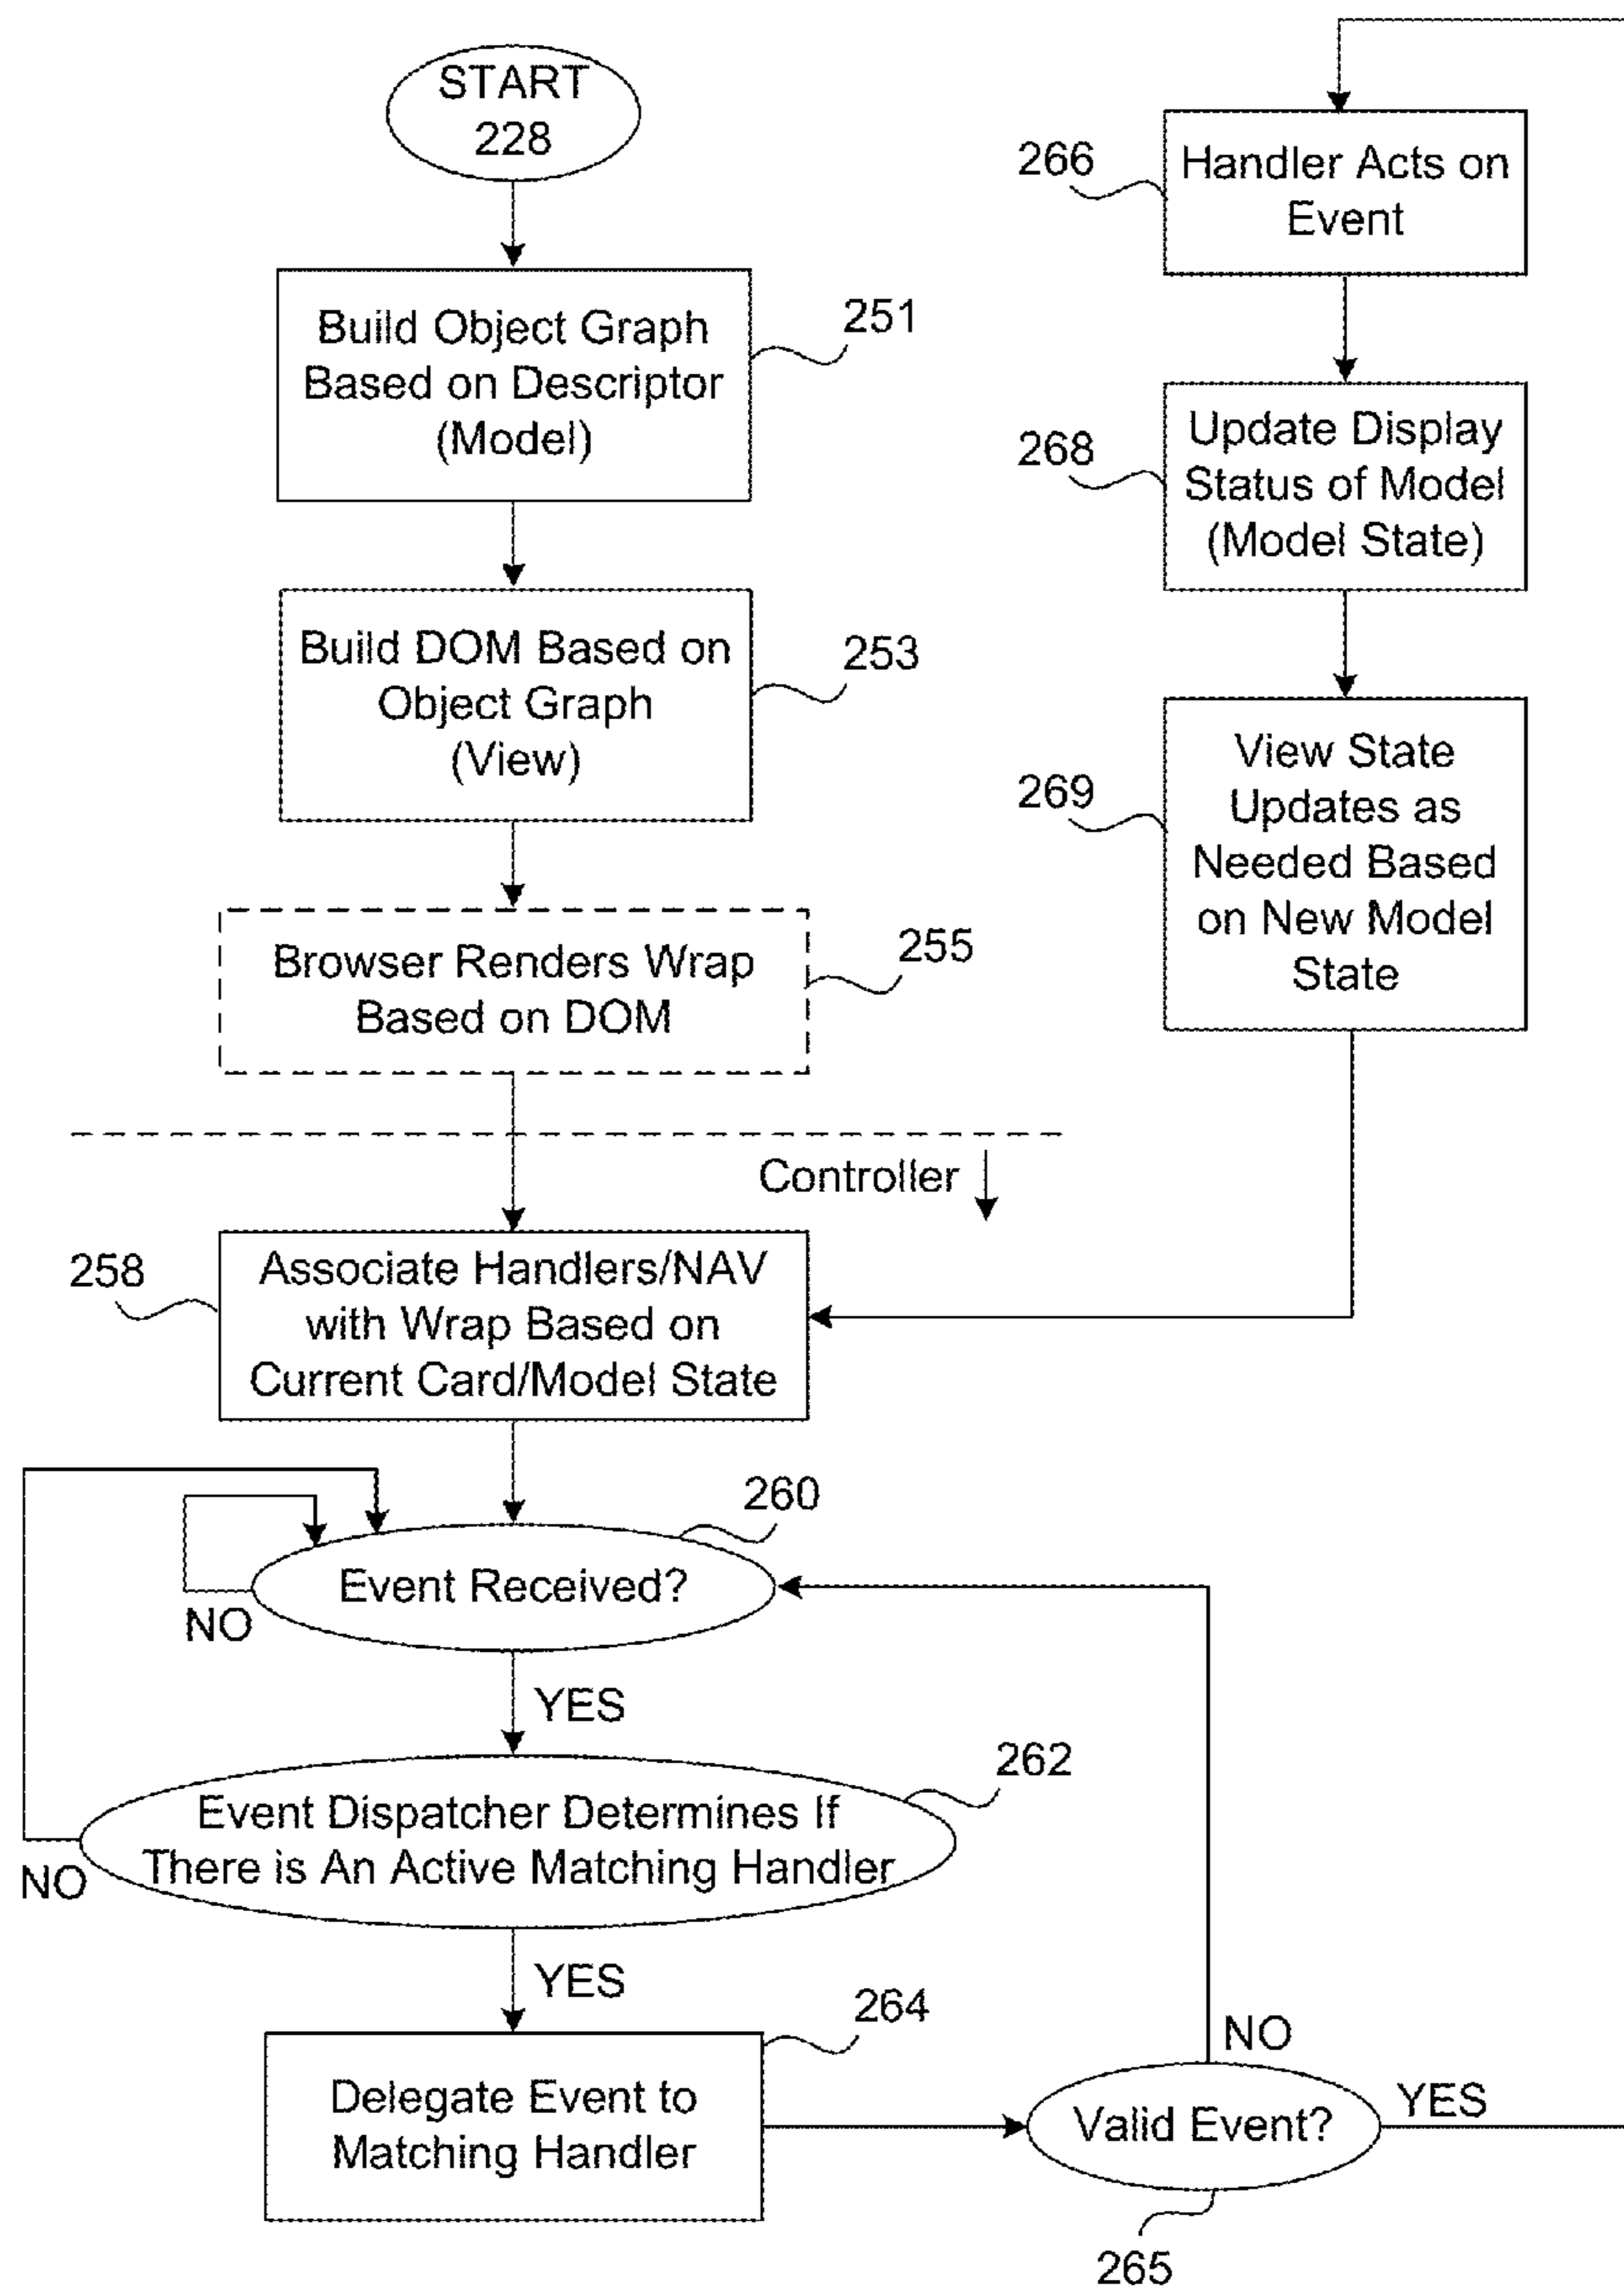 START
228
Build Object Graph
Based on Descriptor
(Model)
251
Build DOM Based on
Object Graph
(View)
253
Browser Renders Wrap
Based on DOM
255
Controller
258
Associate Handlers/NAV
with Wrap Based on
Current Card/Model State
260
Event Received?
NO
YES
262
Event Dispatcher Determines If
There is An Active Matching Handler
NO
YES
264
Delegate Event to
Matching Handler
NO
Valid Event?
YES
265
266
Handler Acts on
Event
268
Update Display
Status of Model
(Model State)
269
View State
Updates as
Needed Based
on New Model
State